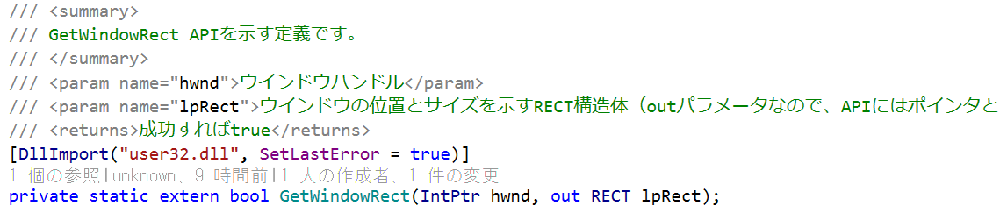 /// <summary>
/// GetWindowRect APIを示す定義です。
/// </summary>
/// <param name="hwnd">ウインドウハンドル</param>
/// <param name="lpRect">ウインドウの位置とサイズを示すRECT構造体（outパラメータなので、APIにはポインタと
/// <returns>成功すればtrue</returns>
[DllImport("user32.dll", SetLastError = true)]
1 個の参照|unknown、9 時間前|1 人の作成者、1 件の変更
private static extern bool GetWindowRect(IntPtr hwnd, out RECT lpRect);